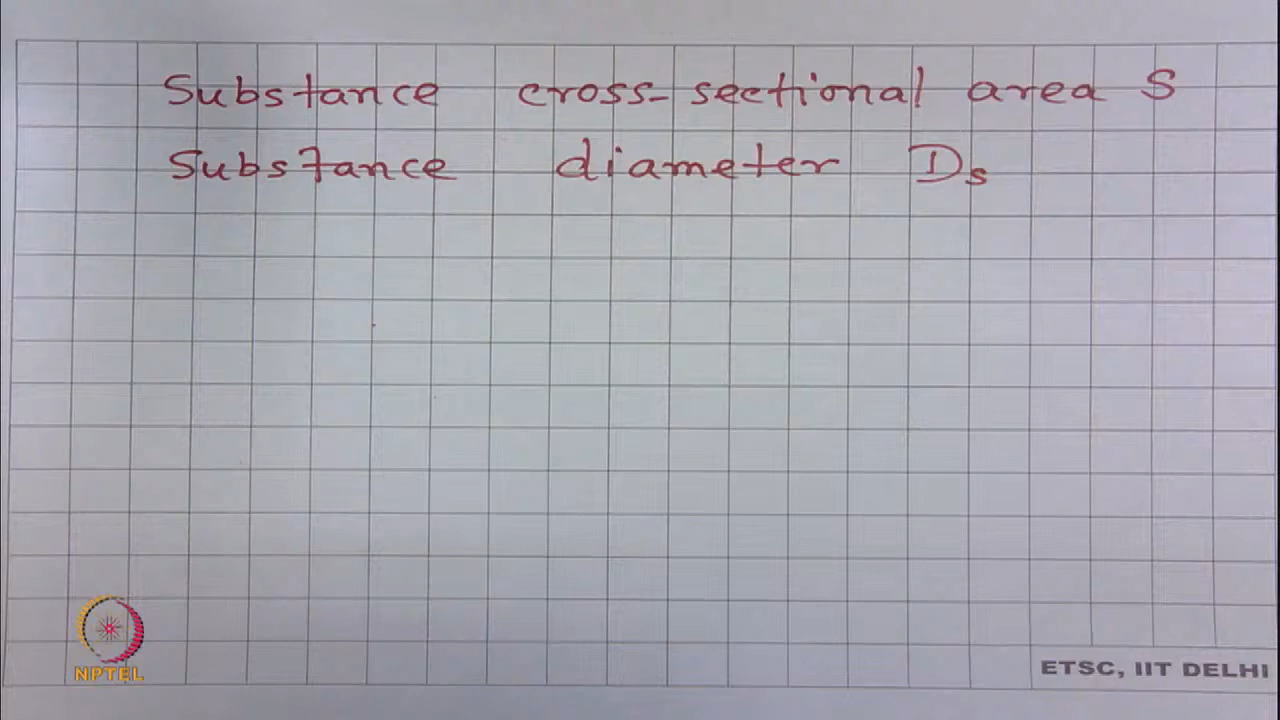 Substance cross-sectional area S
Substance diameter Ds
NPTEL
ETSC, IIT DELHI